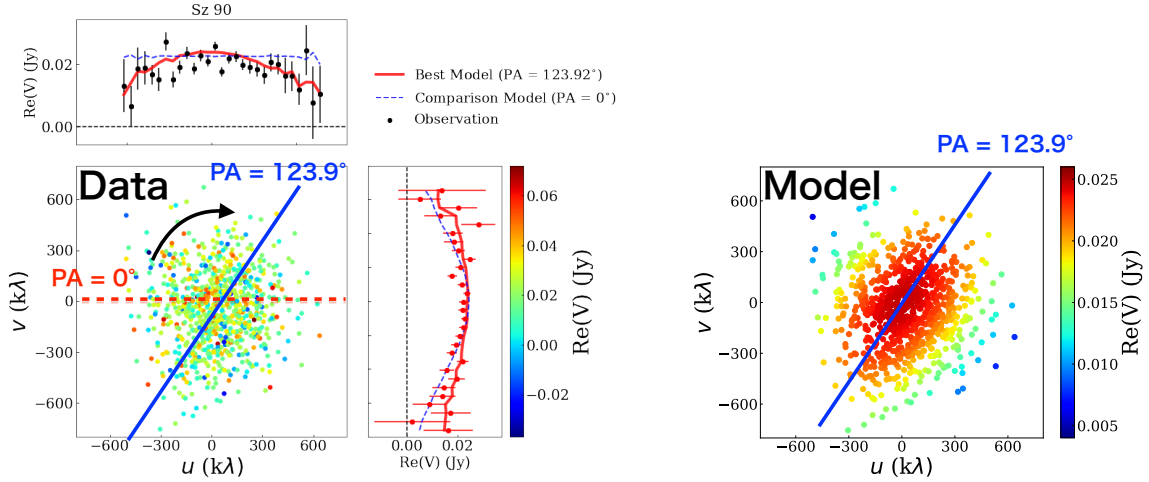 Sz 90
Re(V) (Jy)
0.02
0.00
Best Model (PA = 123.92°)
Comparison Model (PA = 0°)
Observation
Data
PA = 123.9°
PA = 0°
v (kλ)
600
300
0
−300
−600
−600
−300
0
300
600
u (kλ)
0.00
0.02
Re(V) (Jy)
0.06
0.04
0.02
0.00
−0.02
Re(V) (Jy)
PA = 123.9°
Model
v (kλ)
600
300
0
−300
−600
−600
−300
0
300
600
u (kλ)
0.025
0.020
0.015
0.010
0.005
Re(V) (Jy)